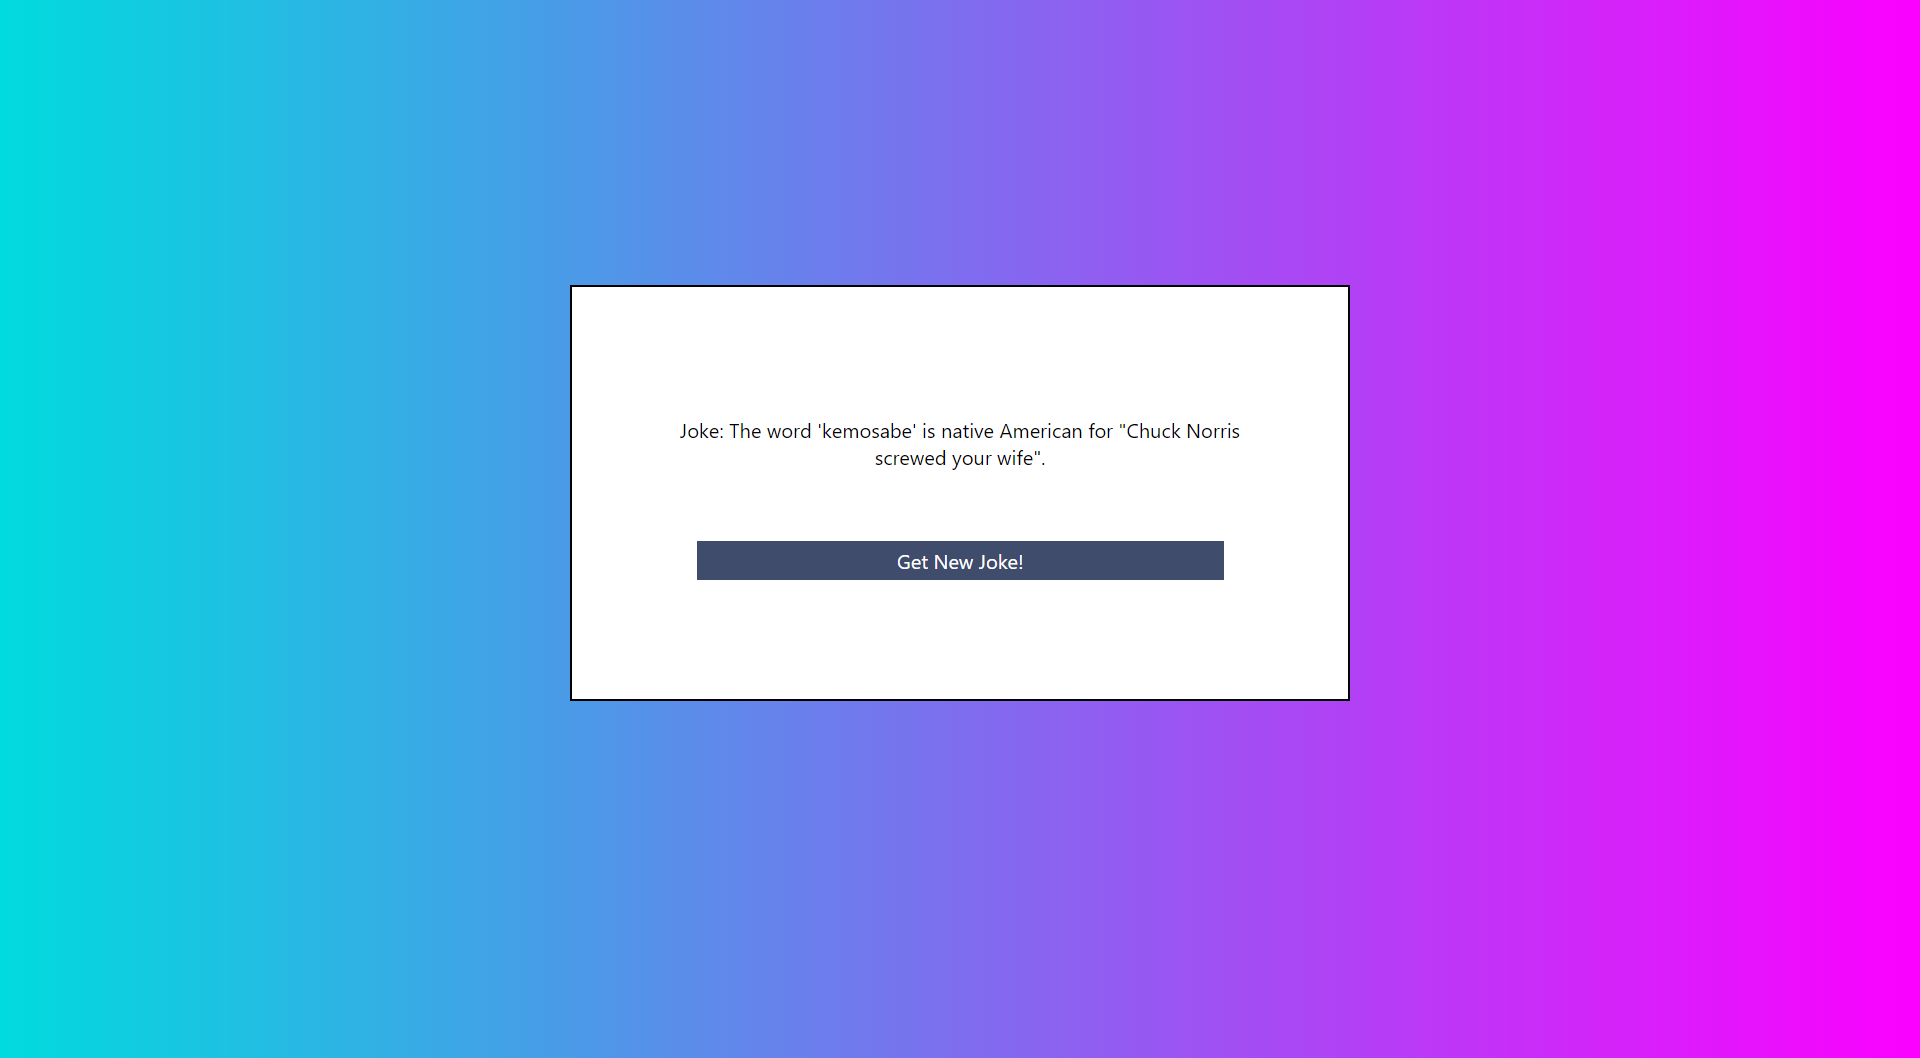 Joke: The word 'kemosabe' is native American for "Chuck Norris
screwed your wife".
Get New Joke!